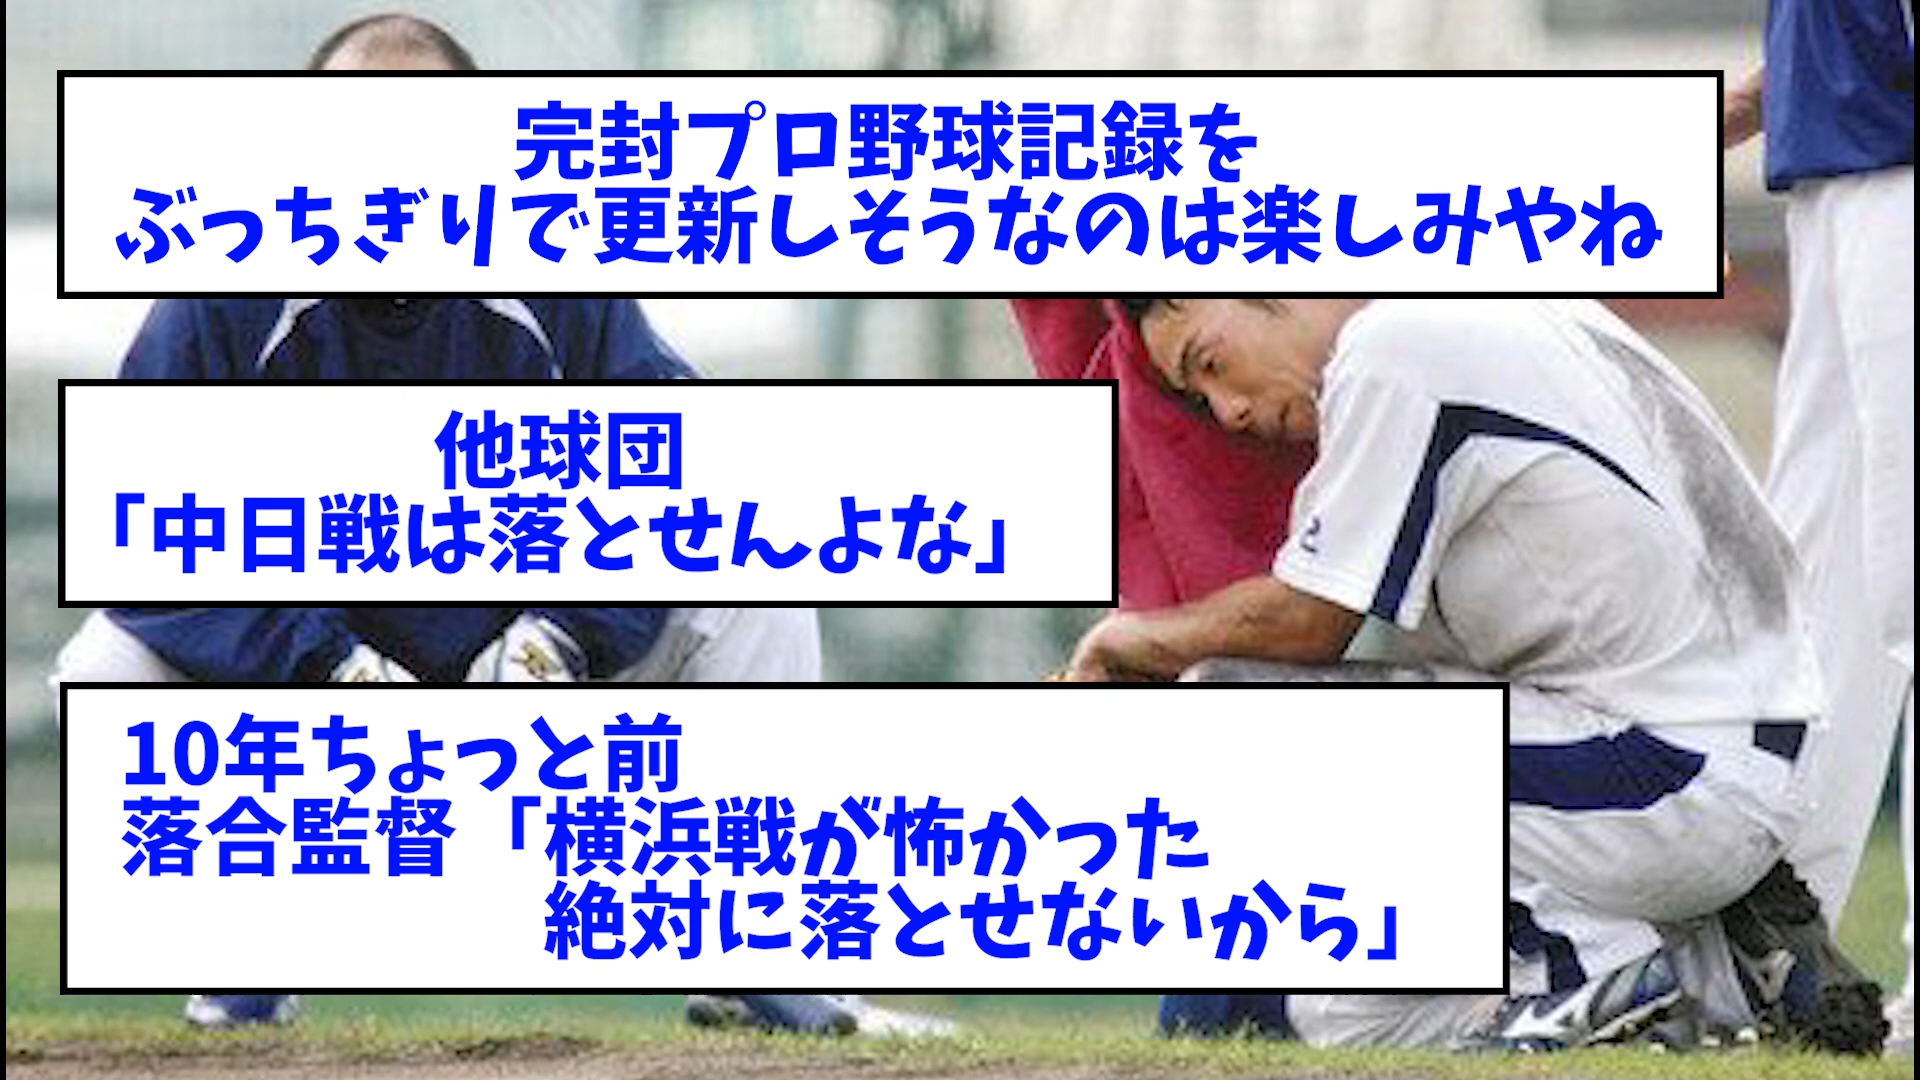 完封プロ野球記録を
ぶっちぎりで更新しそうなのは楽しみやね
他球団
「中日戦は落とせんよな」
10年ちょっと前
落合監督「横浜戦が怖かった
絶対に落とせないから」
2